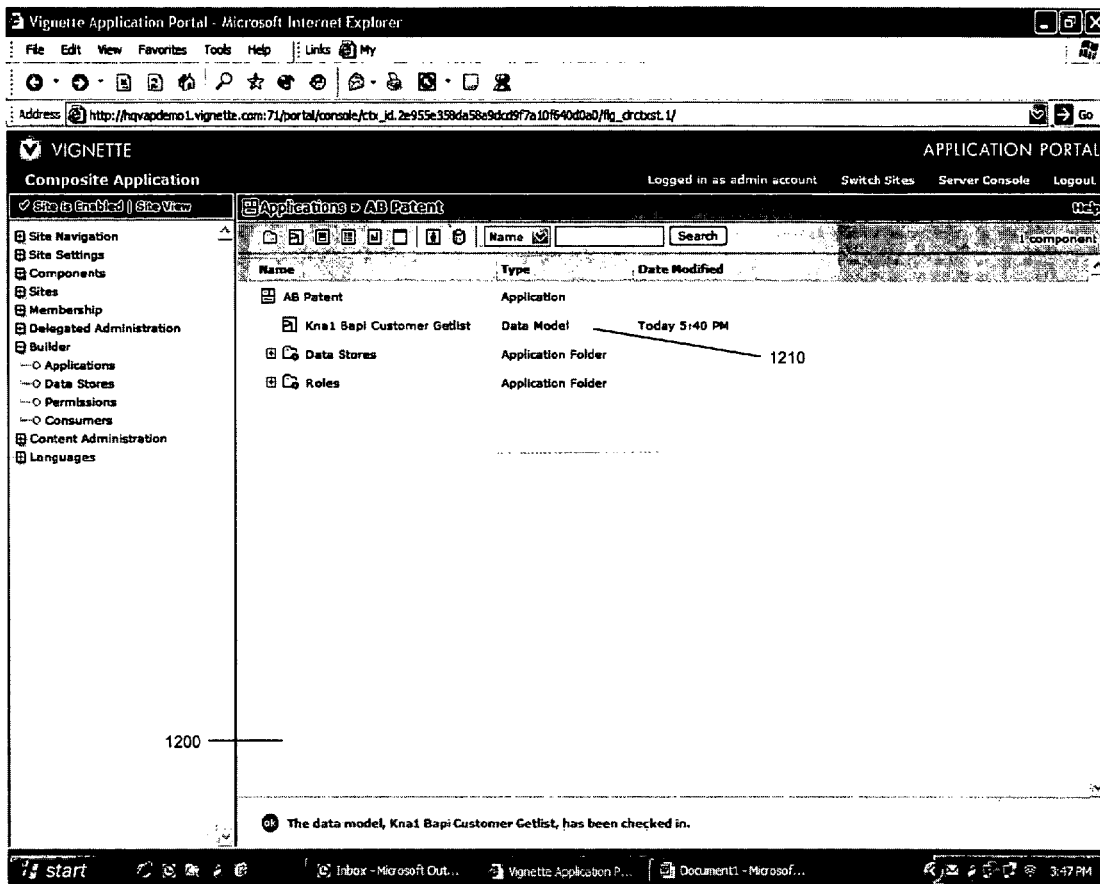 Vignette Application Portal - Microsoft Internet Explorer
File Edit View Favorites Tools Help Links My
Address http://hqvapdemo1.vignette.com:71/portal/console/ctx_id.2e955e358da58a9dcd9f7a10f640d0a0/flg_drctxst.1/ Go
VIGNETTE APPLICATION PORTAL
Composite Application Logged in as admin account Switch Sites Server Console Logout
Site is Enabled | Site View Applications » AB Patent Help
Name Search 1 component
Name Type Date Modified
Site Navigation
Site Settings
Components
Sites
Membership
Delegated Administration
Builder
Applications
Data Stores
Permissions
Consumers
Content Administration
Languages
AB Patent Application
Kna1 Bapi Customer Getlist Data Model Today 5:40 PM
1210
Data Stores Application Folder
Roles Application Folder
1200
ok The data model, Kna1 Bapi Customer Getlist, has been checked in.
start Inbox - Microsoft Out... Vignette Application P... Document1 - Microsof... 3:47 PM